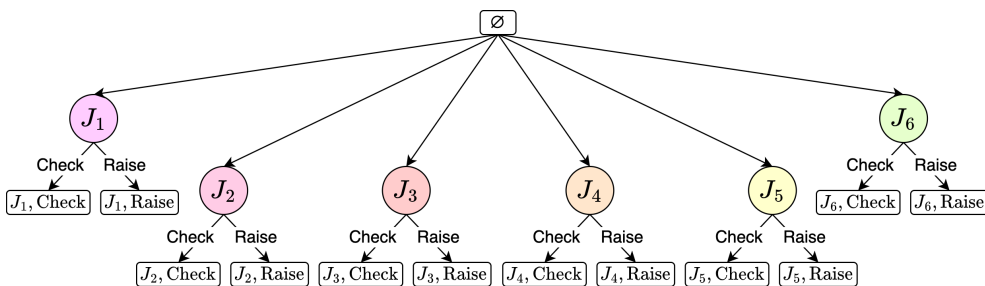 ∅
J₁
J₆
Check Raise
Check Raise
J₂
J₃
J₄
J₅
J₁, Check
J₁, Raise
J₆, Check
J₆, Raise
Check Raise
Check Raise
Check Raise
Check Raise
J₂, Check
J₂, Raise
J₃, Check
J₃, Raise
J₄, Check
J₄, Raise
J₅, Check
J₅, Raise